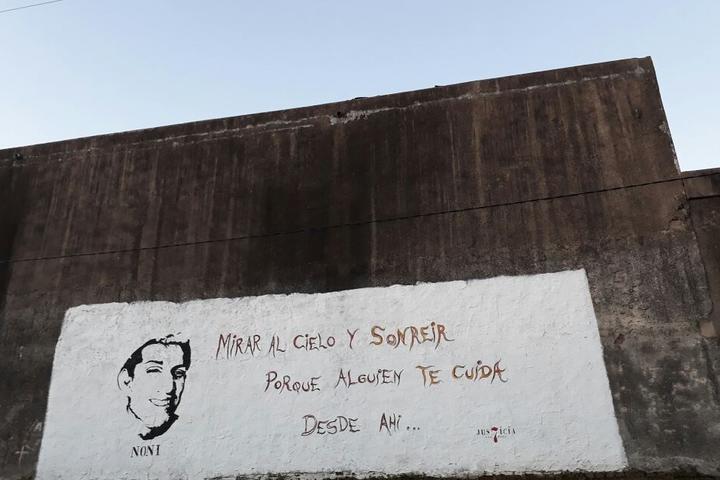 MIRAR AL CIELO Y SONREIR
PORQUE ALGUIEN TE CUIDA
DESDE AHI...
NONI
JUS7ICIA